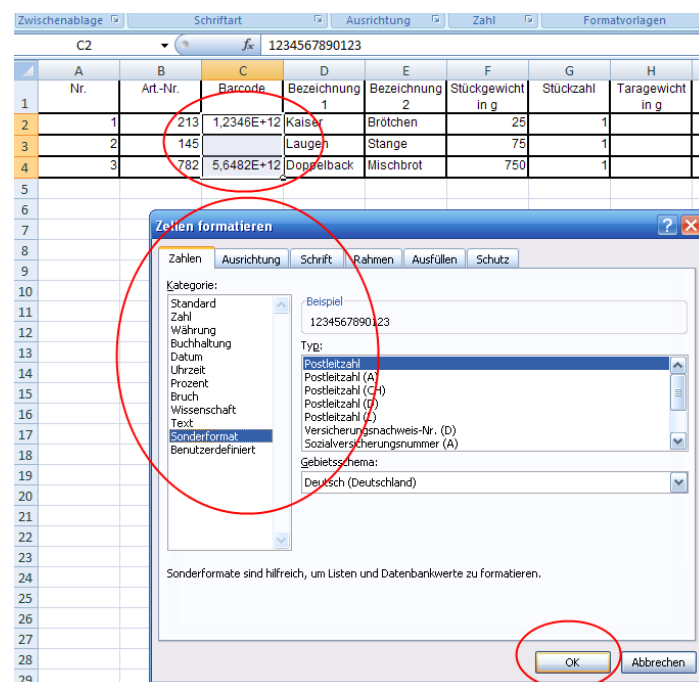 Zwischenablage Schriftart Ausrichtung Zahl Formatvorlagen
C2 fx 1234567890123
A B C D E F G H
Nr. Art.-Nr. Barcode Bezeichnung Bezeichnung Stückgewicht Stückzahl Taragewicht
1 1 2 in g in g
2 1 213 1,2346E+12 Kaiser Brötchen 25 1
3 2 145 Laugen Stange 75 1
4 3 782 5,6482E+12 Doppelback Mischbrot 750 1
5
6
7
8
9
10
11
12
13
14
15
16
17
18
19
20
21
22
23
24
25
26
27
28
29
Zellen formatieren
Zahlen Ausrichtung Schrift Rahmen Ausfüllen Schutz
Kategorie:
Standard
Zahl
Währung
Buchhaltung
Datum
Uhrzeit
Prozent
Bruch
Wissenschaft
Text
Sonderformat
Benutzerdefiniert
Beispiel
1234567890123
Typ:
Postleitzahl
Postleitzahl (A)
Postleitzahl (CH)
Postleitzahl (D)
Postleitzahl (L)
Versicherungsnachweis-Nr. (D)
Sozialversicherungsnummer (A)
Gebietsschema:
Deutsch (Deutschland)
Sonderformate sind hilfreich, um Listen und Datenbankwerte zu formatieren.
OK Abbrechen